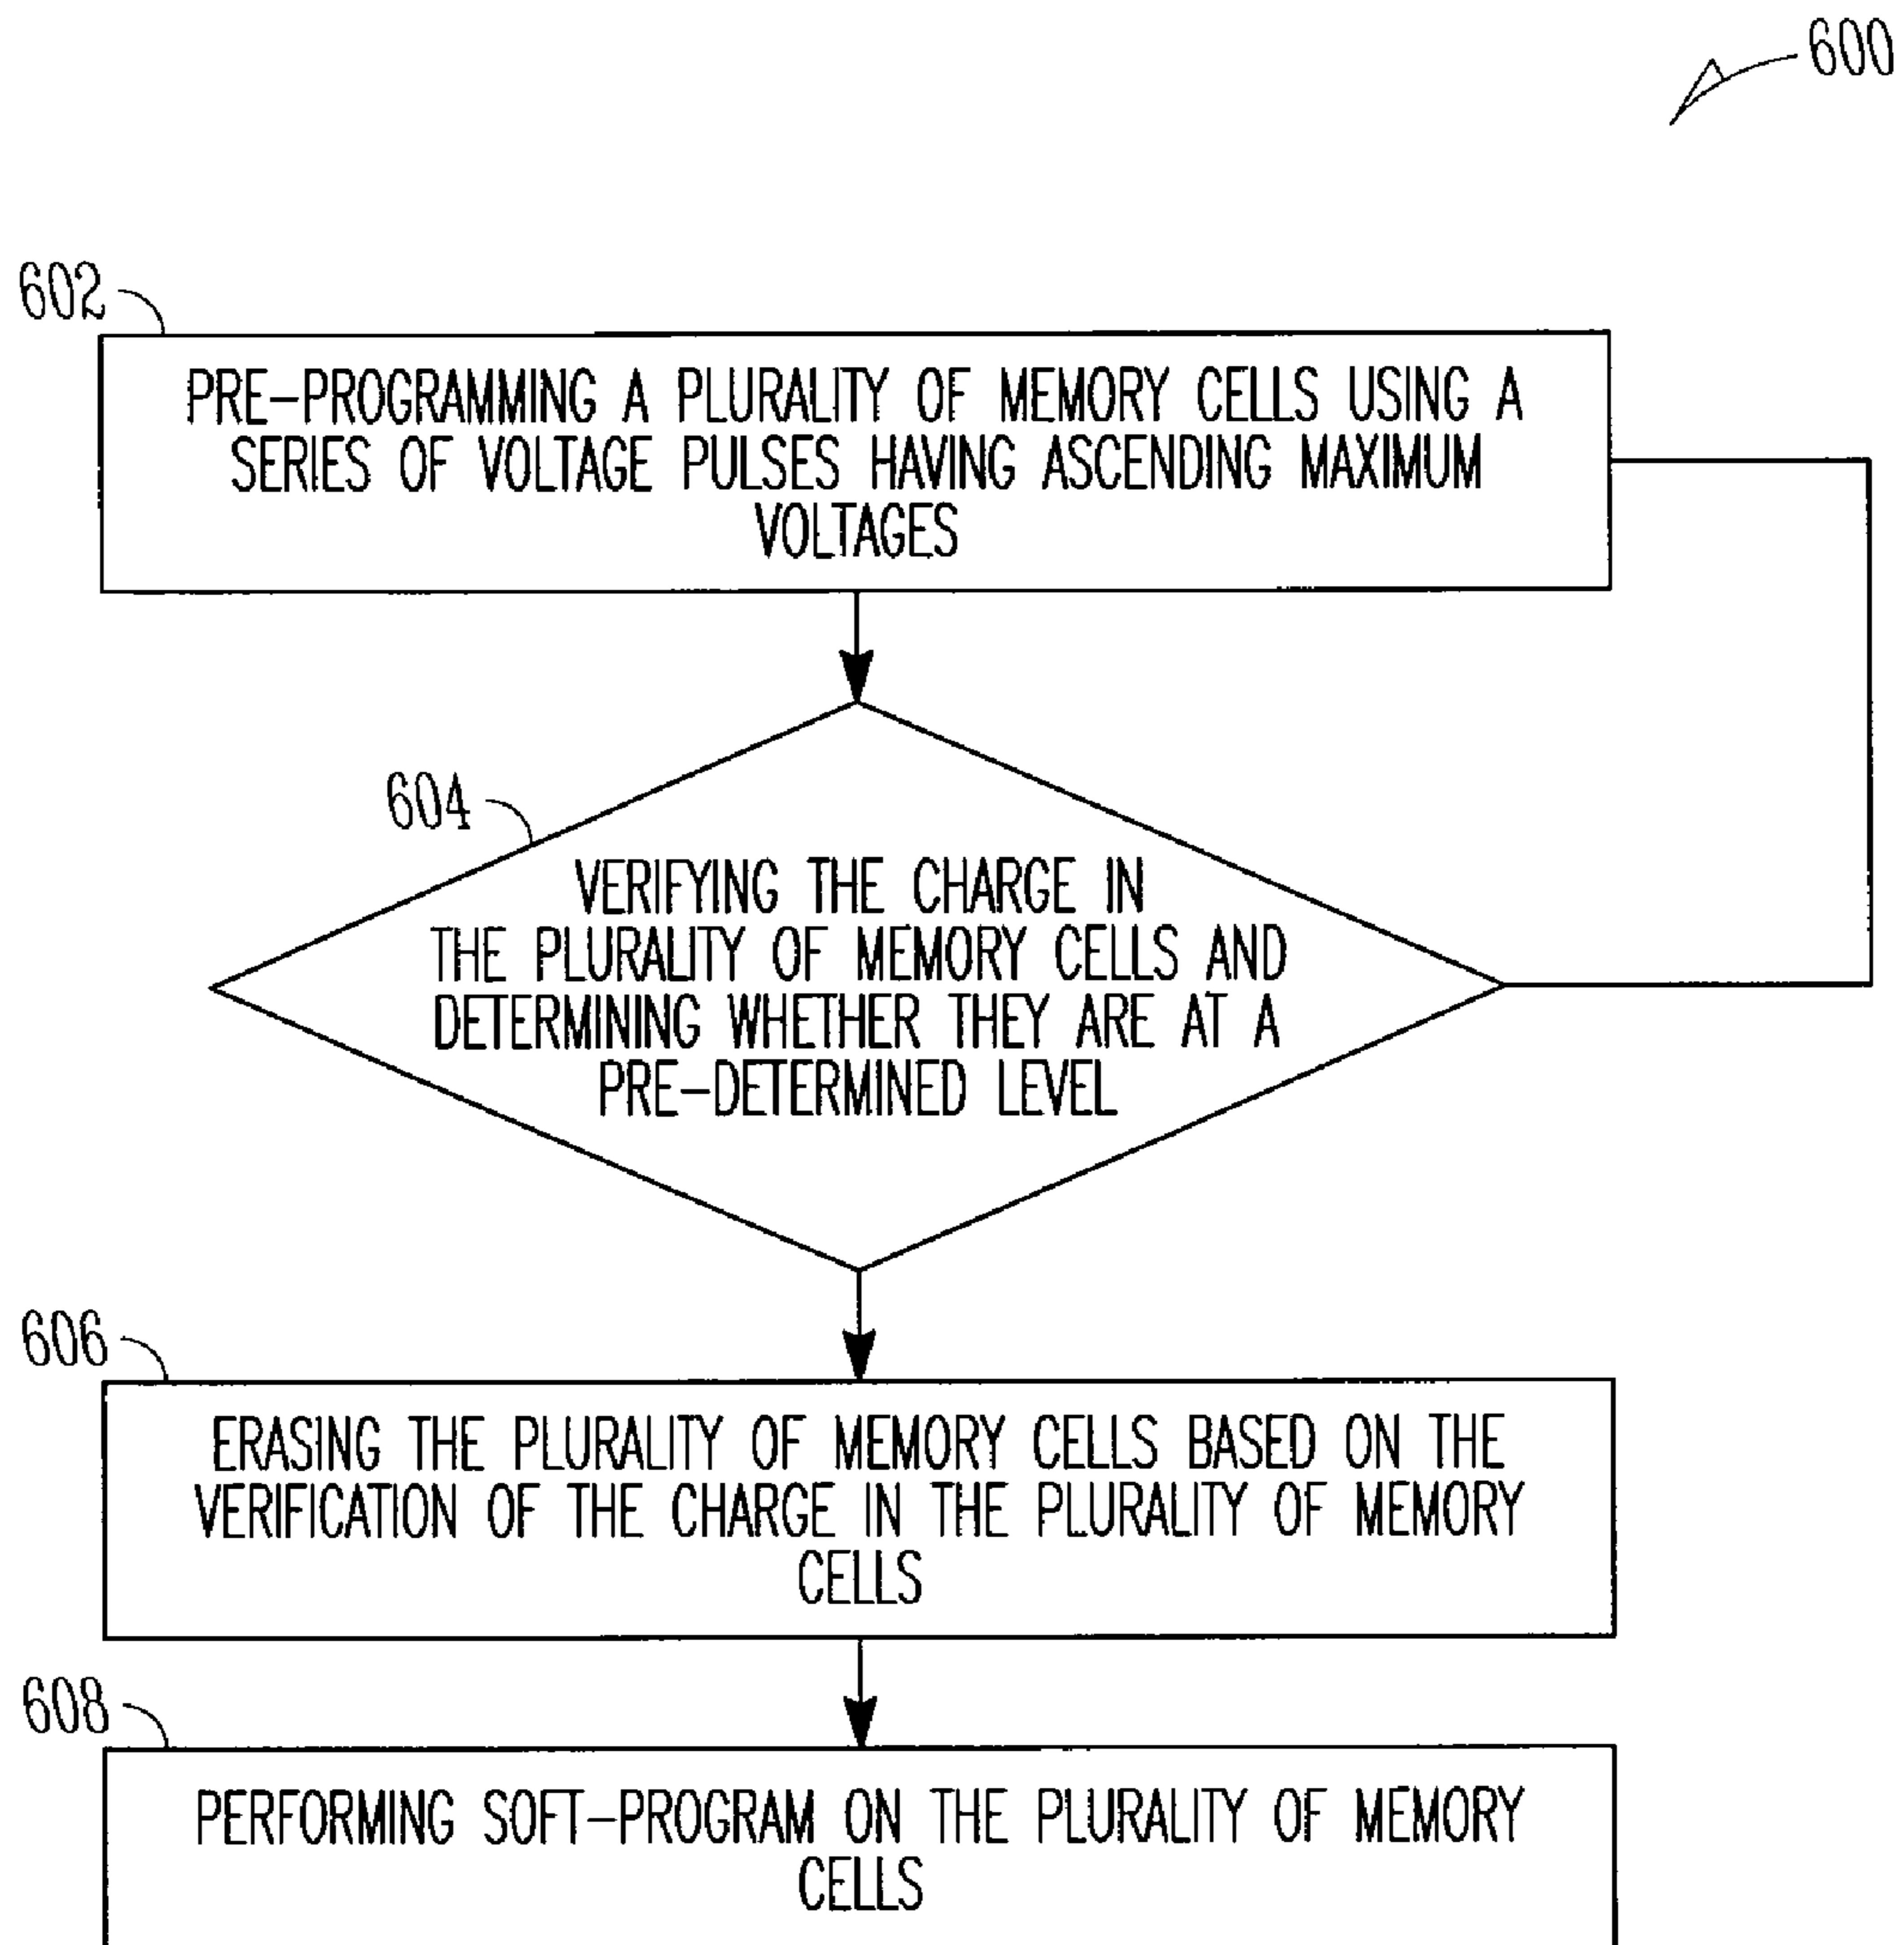 600
602
PRE-PROGRAMMING A PLURALITY OF MEMORY CELLS USING A
SERIES OF VOLTAGE PULSES HAVING ASCENDING MAXIMUM
VOLTAGES
604
VERIFYING THE CHARGE IN
THE PLURALITY OF MEMORY CELLS AND
DETERMINING WHETHER THEY ARE AT A
PRE-DETERMINED LEVEL
606
ERASING THE PLURALITY OF MEMORY CELLS BASED ON THE
VERIFICATION OF THE CHARGE IN THE PLURALITY OF MEMORY
CELLS
608
PERFORMING SOFT-PROGRAM ON THE PLURALITY OF MEMORY
CELLS